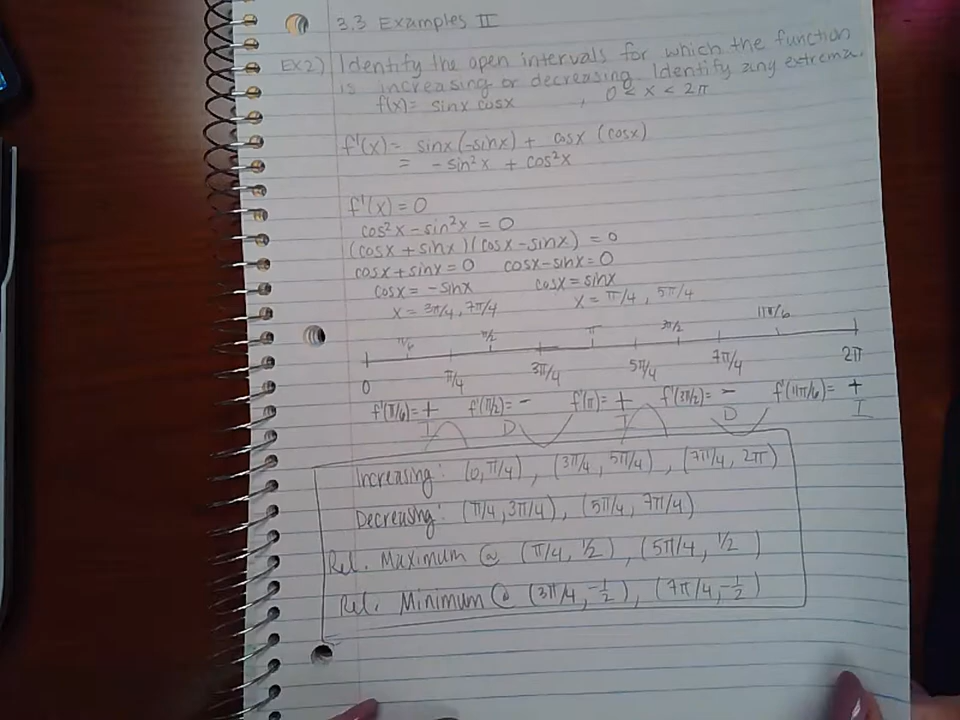 3.3 Examples II
EX2) Identify the open intervals for which the function
is increasing or decreasing. Identify any extrema.
f(x) = sinx cosx , 0 < x < 2π
f'(x) = sinx(-sinx) + cosx (cosx)
= -sin²x + cos²x
f'(x) = 0
cos²x - sin²x = 0
(cosx + sinx)(cosx - sinx) = 0
cosx + sinx = 0 cosx - sinx = 0
cosx = -sinx cosx = sinx
x = 3π/4, 7π/4 x = π/4, 5π/4
π/6 π/2 π 3π/2 11π/6
0 π/4 3π/4 5π/4 7π/4 2π
f'(π/6) = + f'(π/2) = - f'(π) = + f'(3π/2) = - f'(11π/6) = +
I D I D I
Increasing: (0, π/4), (3π/4, 5π/4), (7π/4, 2π)
Decreasing: (π/4, 3π/4), (5π/4, 7π/4)
Rel. Maximum @ (π/4, 1/2), (5π/4, 1/2)
Rel. Minimum @ (3π/4, -1/2), (7π/4, -1/2)